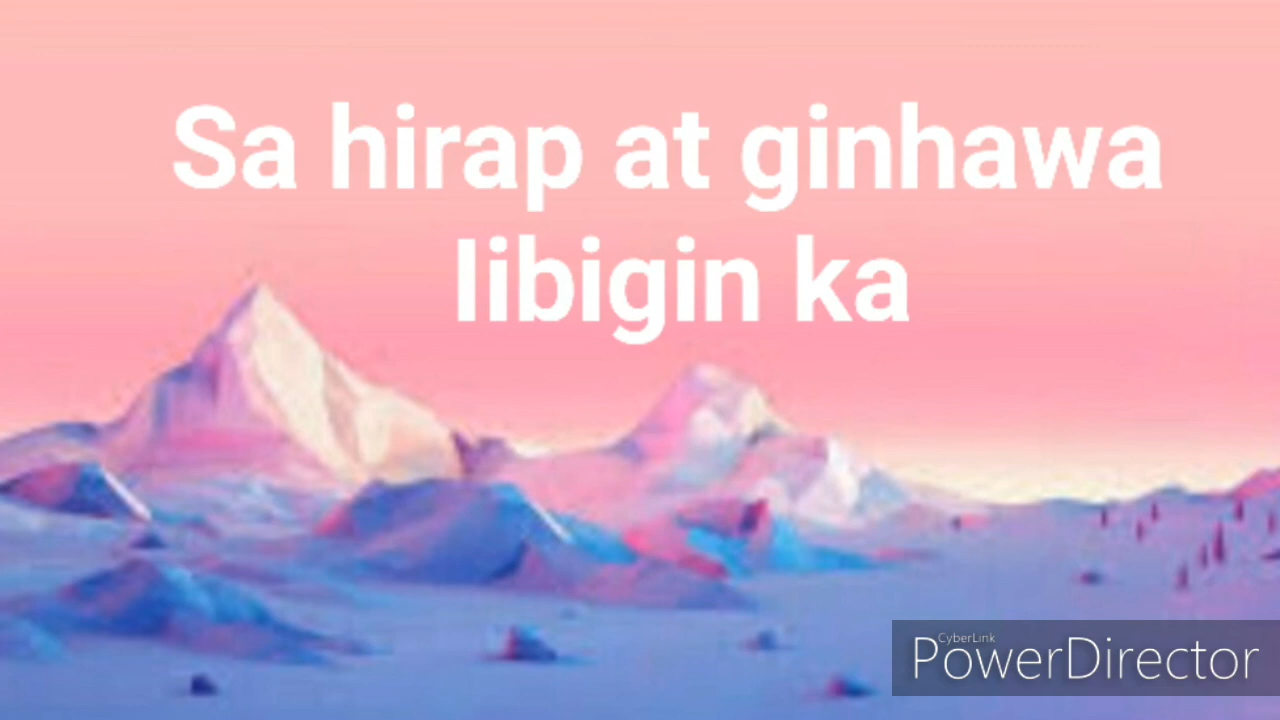 Sa hirap at ginhawa
Iibigin ka
CyberLink
PowerDirector